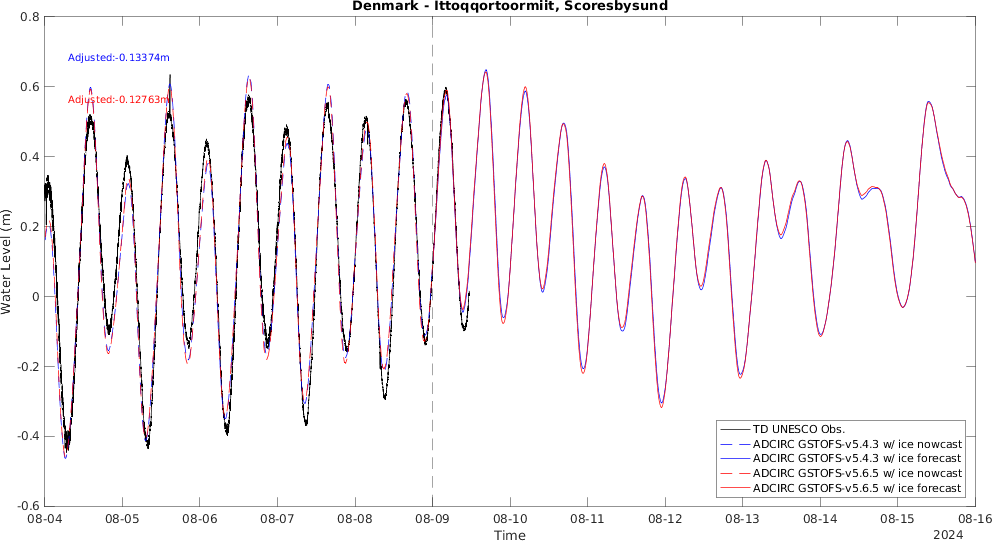 Denmark - Ittoqqortoormiit, Scoresbysund
0.8
0.6
0.4
0.2
0
-0.2
-0.4
-0.6
Water Level (m)
Adjusted:-0.13374m
Adjusted:-0.12763m
TD UNESCO Obs.
ADCIRC GSTOFS-v5.4.3 w/ ice nowcast
ADCIRC GSTOFS-v5.4.3 w/ ice forecast
ADCIRC GSTOFS-v5.6.5 w/ ice nowcast
ADCIRC GSTOFS-v5.6.5 w/ ice forecast
08-04 08-05 08-06 08-07 08-08 08-09 08-10 08-11 08-12 08-13 08-14 08-15 08-16
Time
2024